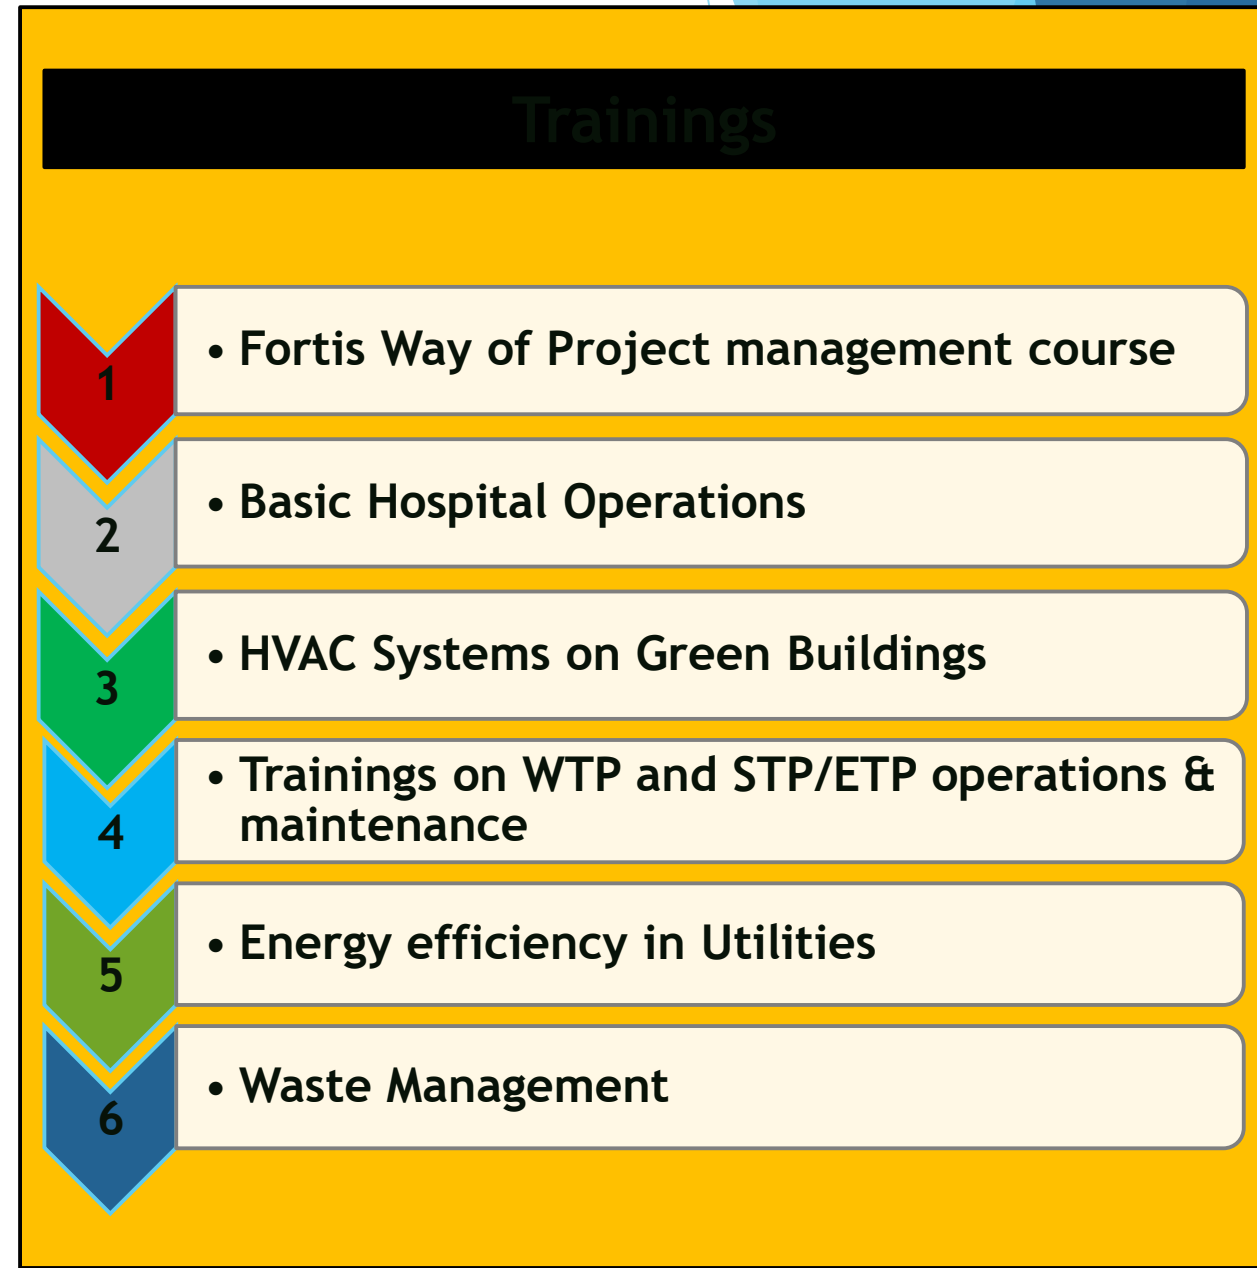 Trainings
1
• Fortis Way of Project management course
2
• Basic Hospital Operations
3
• HVAC Systems on Green Buildings
4
• Trainings on WTP and STP/ETP operations &
maintenance
5
• Energy efficiency in Utilities
6
• Waste Management